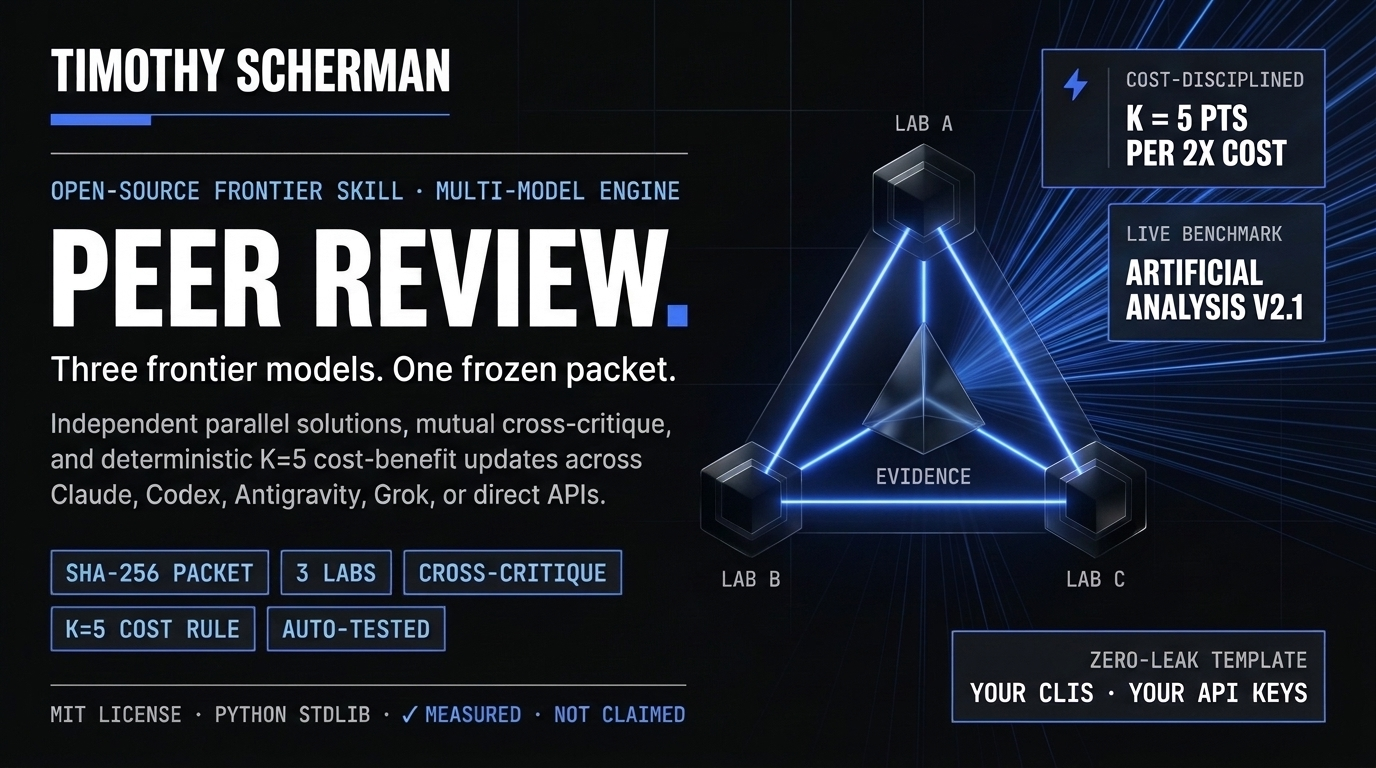 TIMOTHY SCHERMAN
OPEN-SOURCE FRONTIER SKILL · MULTI-MODEL ENGINE
PEER REVIEW.
Three frontier models. One frozen packet.
Independent parallel solutions, mutual cross-critique,
and deterministic K=5 cost-benefit updates across
Claude, Codex, Antigravity, Grok, or direct APIs.
SHA-256 PACKET
3 LABS
CROSS-CRITIQUE
K=5 COST RULE
AUTO-TESTED
MIT LICENSE · PYTHON STDLIB · ✓ MEASURED · NOT CLAIMED
LAB A
EVIDENCE
LAB B
LAB C
COST-DISCIPLINED
K = 5 PTS
PER 2X COST
LIVE BENCHMARK
ARTIFICIAL
ANALYSIS V2.1
ZERO-LEAK TEMPLATE
YOUR CLIS · YOUR API KEYS